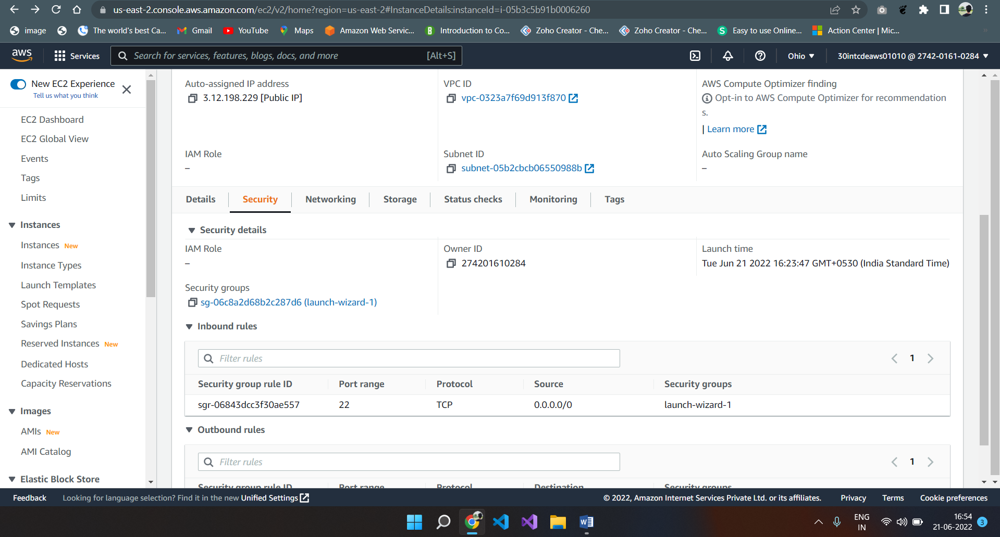 us-east-2.console.aws.amazon.com/ec2/v2/home?region=us-east-2#InstanceDetails:instanceId=i-05b3c5b91b0006260
image The world's best Ca... Gmail YouTube Maps Amazon Web Servic... Introduction to Co... Zoho Creator - Che... Zoho Creator - Che... Easy to use Online... Action Center | Mic...
aws Services Search for services, features, blogs, docs, and more [Alt+S] Ohio 30intcdeaws01010 @ 2742-0161-0284
New EC2 Experience
Tell us what you think
EC2 Dashboard
EC2 Global View
Events
Tags
Limits
Instances
Instances New
Instance Types
Launch Templates
Spot Requests
Savings Plans
Reserved Instances New
Dedicated Hosts
Capacity Reservations
Images
AMIs New
AMI Catalog
Elastic Block Store
Auto-assigned IP address
3.12.198.229 [Public IP]
VPC ID
vpc-0323a7f69d913f870
AWS Compute Optimizer finding
Opt-in to AWS Compute Optimizer for recommendation
s.
| Learn more
IAM Role
–
Subnet ID
subnet-05b2cbcb06550988b
Auto Scaling Group name
–
Details Security Networking Storage Status checks Monitoring Tags
Security details
IAM Role
–
Owner ID
274201610284
Launch time
Tue Jun 21 2022 16:23:47 GMT+0530 (India Standard Time)
Security groups
sg-06c8a2d68b2c287d6 (launch-wizard-1)
Inbound rules
Filter rules 1
Security group rule ID Port range Protocol Source Security groups
sgr-06843dcc3f30ae557 22 TCP 0.0.0.0/0 launch-wizard-1
Outbound rules
Filter rules 1
Security group rule ID Port range Protocol Destination Security groups
Feedback Looking for language selection? Find it in the new Unified Settings © 2022, Amazon Internet Services Private Ltd. or its affiliates. Privacy Terms Cookie preferences
ENG
IN
16:54
21-06-2022
3